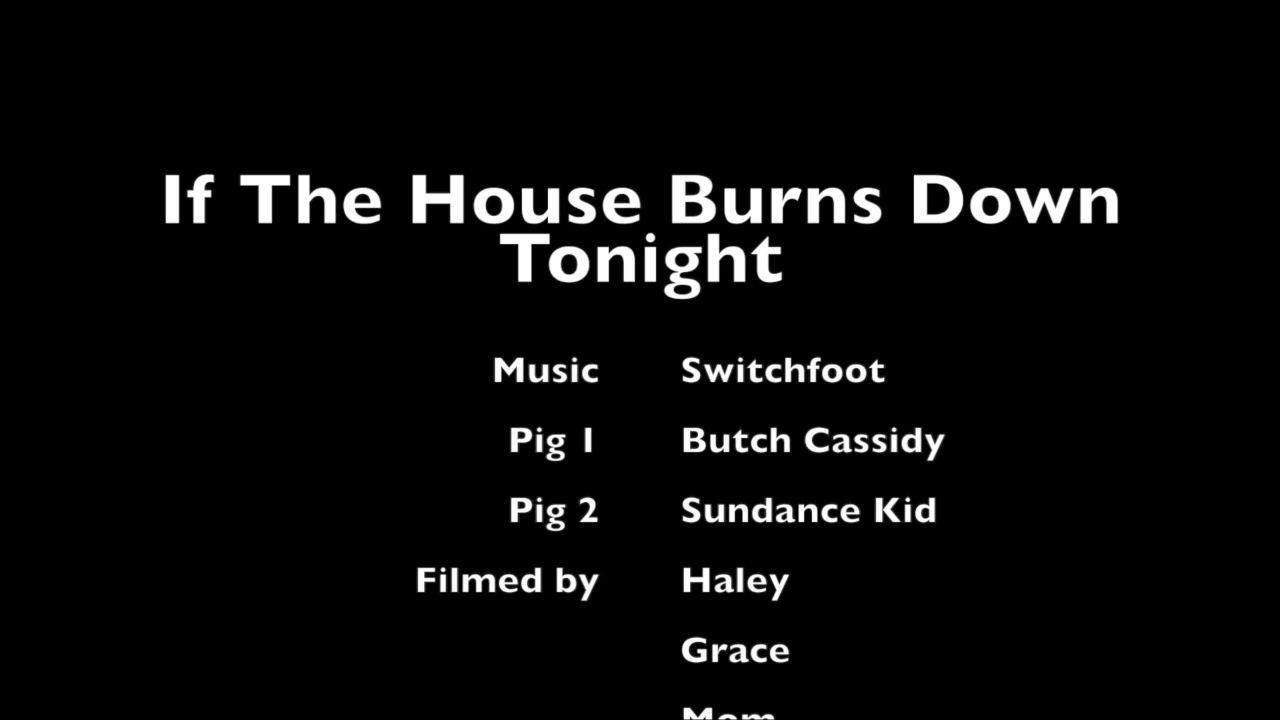 If The House Burns Down
Tonight
Music Switchfoot
Pig 1 Butch Cassidy
Pig 2 Sundance Kid
Filmed by Haley
Grace
Mom